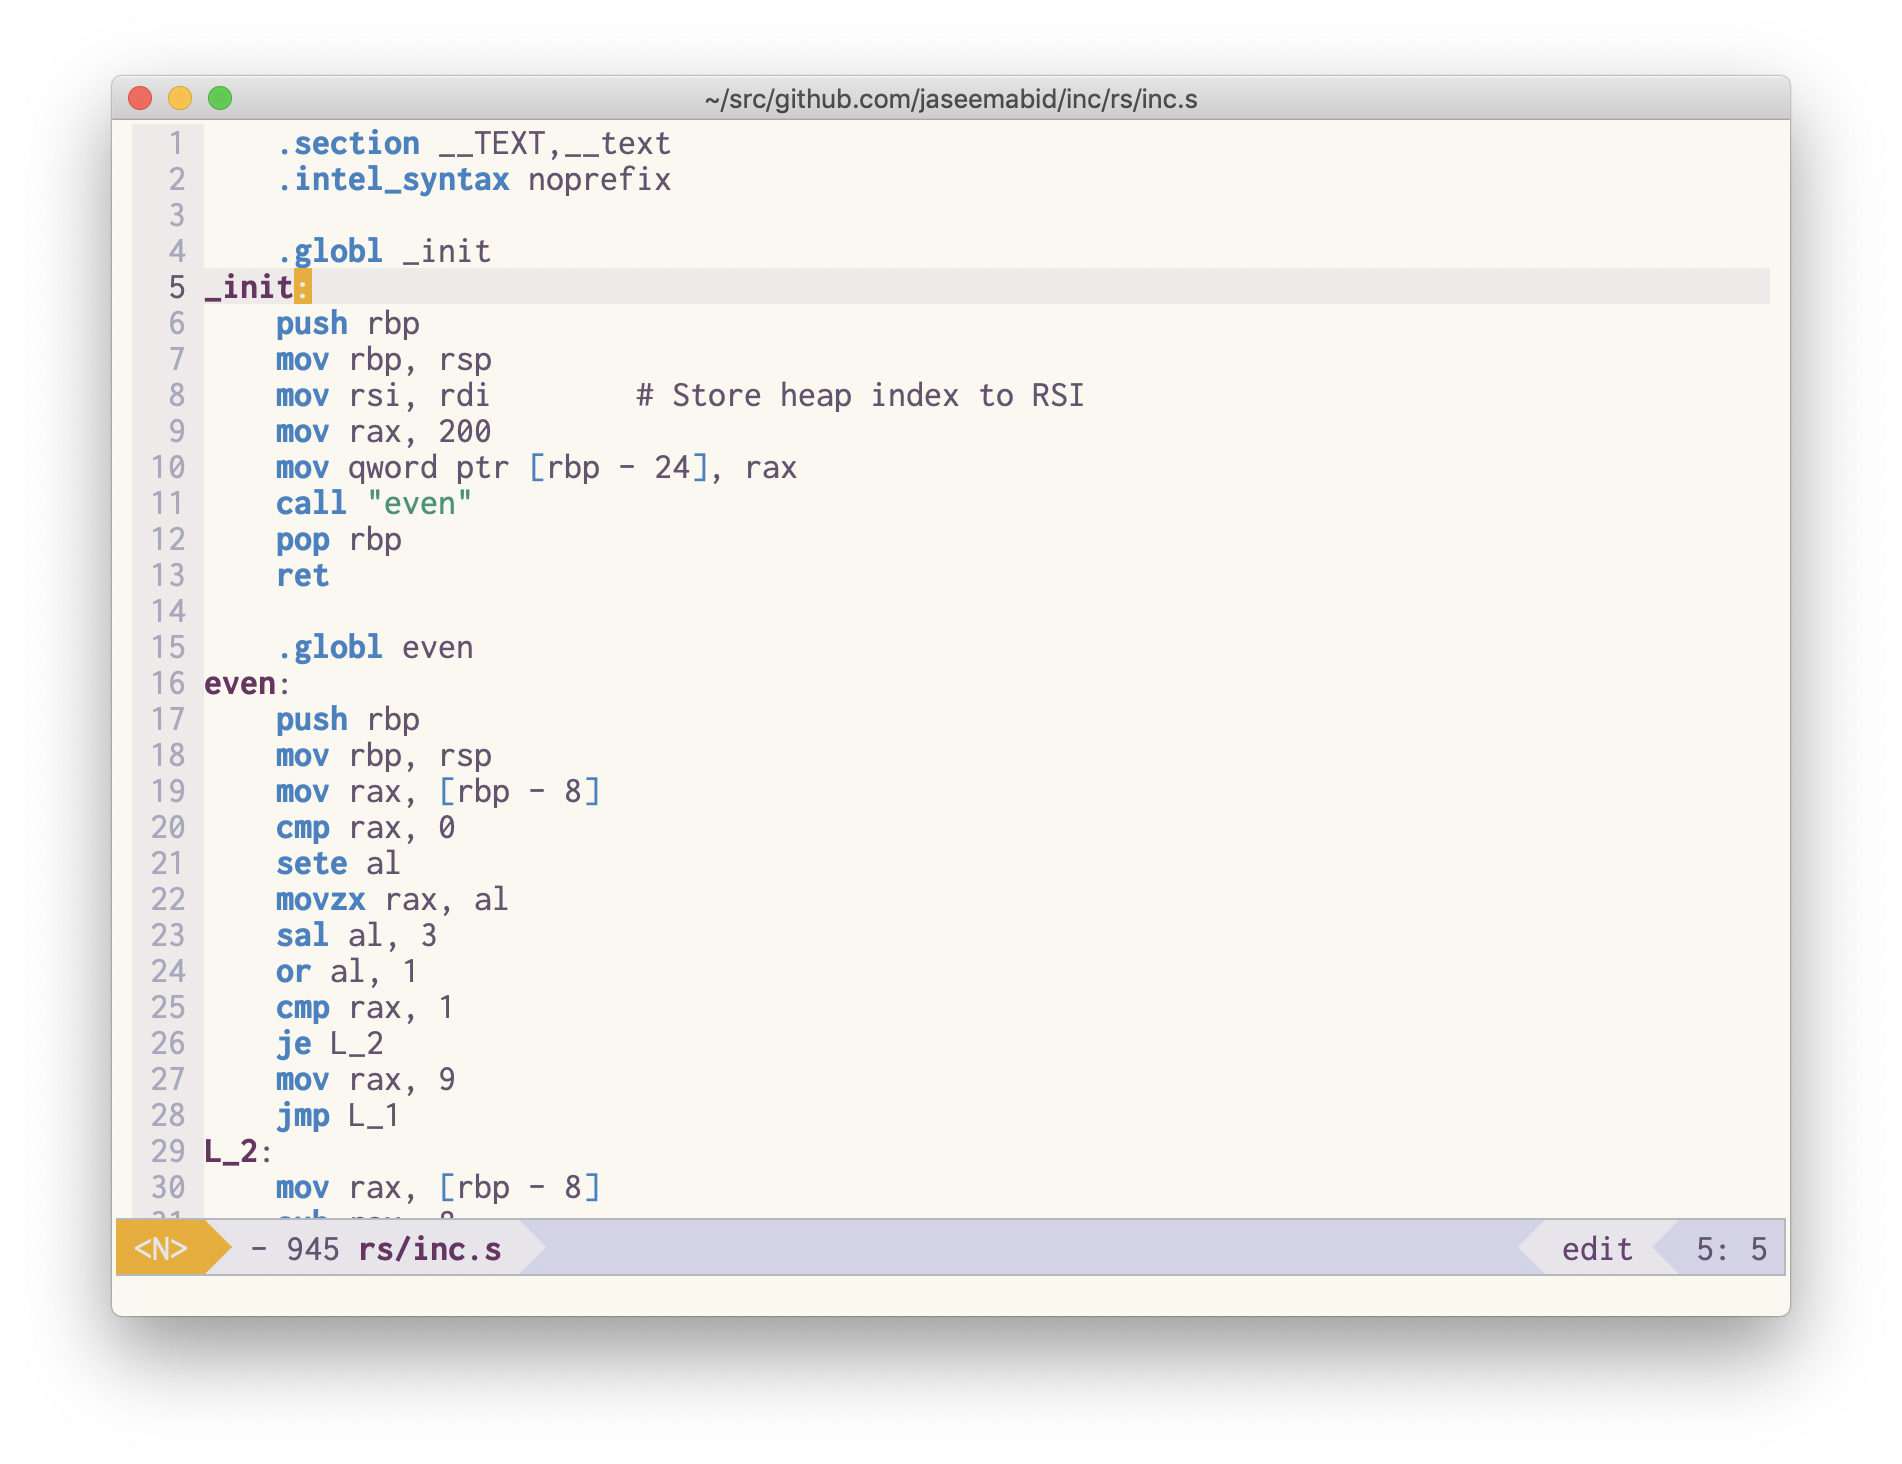 ~/src/github.com/jaseemabid/inc/rs/inc.s
1 .section __TEXT,__text
2 .intel_syntax noprefix
3
4 .globl _init
5 _init:
6 push rbp
7 mov rbp, rsp
8 mov rsi, rdi # Store heap index to RSI
9 mov rax, 200
10 mov qword ptr [rbp - 24], rax
11 call "even"
12 pop rbp
13 ret
14
15 .globl even
16 even:
17 push rbp
18 mov rbp, rsp
19 mov rax, [rbp - 8]
20 cmp rax, 0
21 sete al
22 movzx rax, al
23 sal al, 3
24 or al, 1
25 cmp rax, 1
26 je L_2
27 mov rax, 9
28 jmp L_1
29 L_2:
30 mov rax, [rbp - 8]
<N> - 945 rs/inc.s edit 5: 5